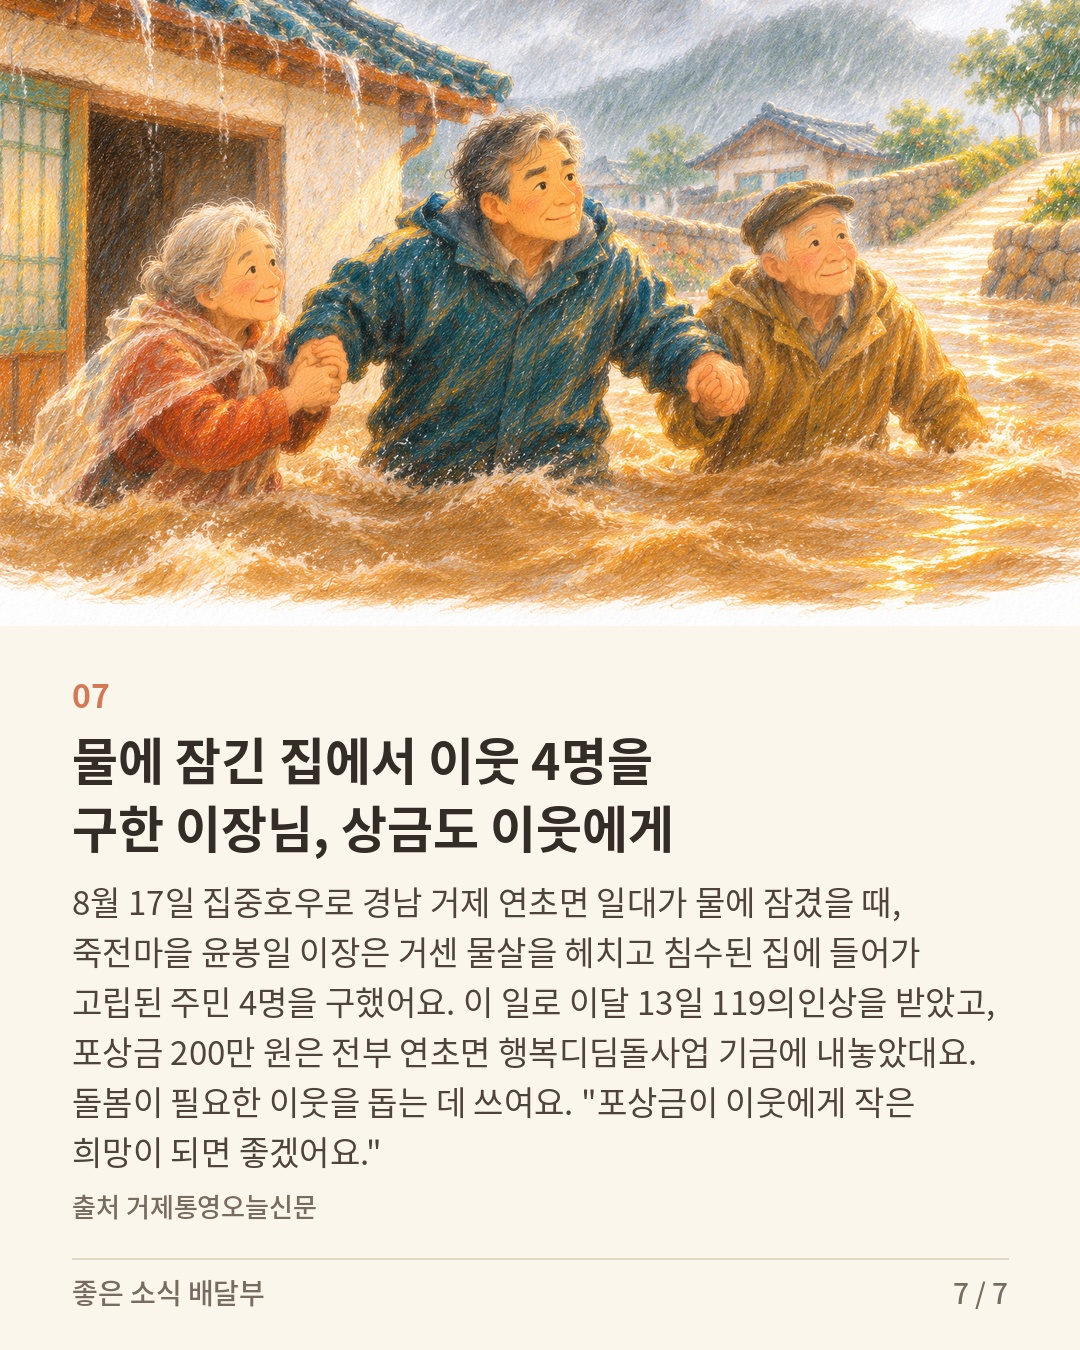 07
물에 잠긴 집에서 이웃 4명을
구한 이장님, 상금도 이웃에게
8월 17일 집중호우로 경남 거제 연초면 일대가 물에 잠겼을 때,
죽전마을 윤봉일 이장은 거센 물살을 헤치고 침수된 집에 들어가
고립된 주민 4명을 구했어요. 이 일로 이달 13일 119의인상을 받았고,
포상금 200만 원은 전부 연초면 행복디딤돌사업 기금에 내놓았대요.
돌봄이 필요한 이웃을 돕는 데 쓰여요. "포상금이 이웃에게 작은
희망이 되면 좋겠어요."
출처 거제통영오늘신문
좋은 소식 배달부
7 / 7